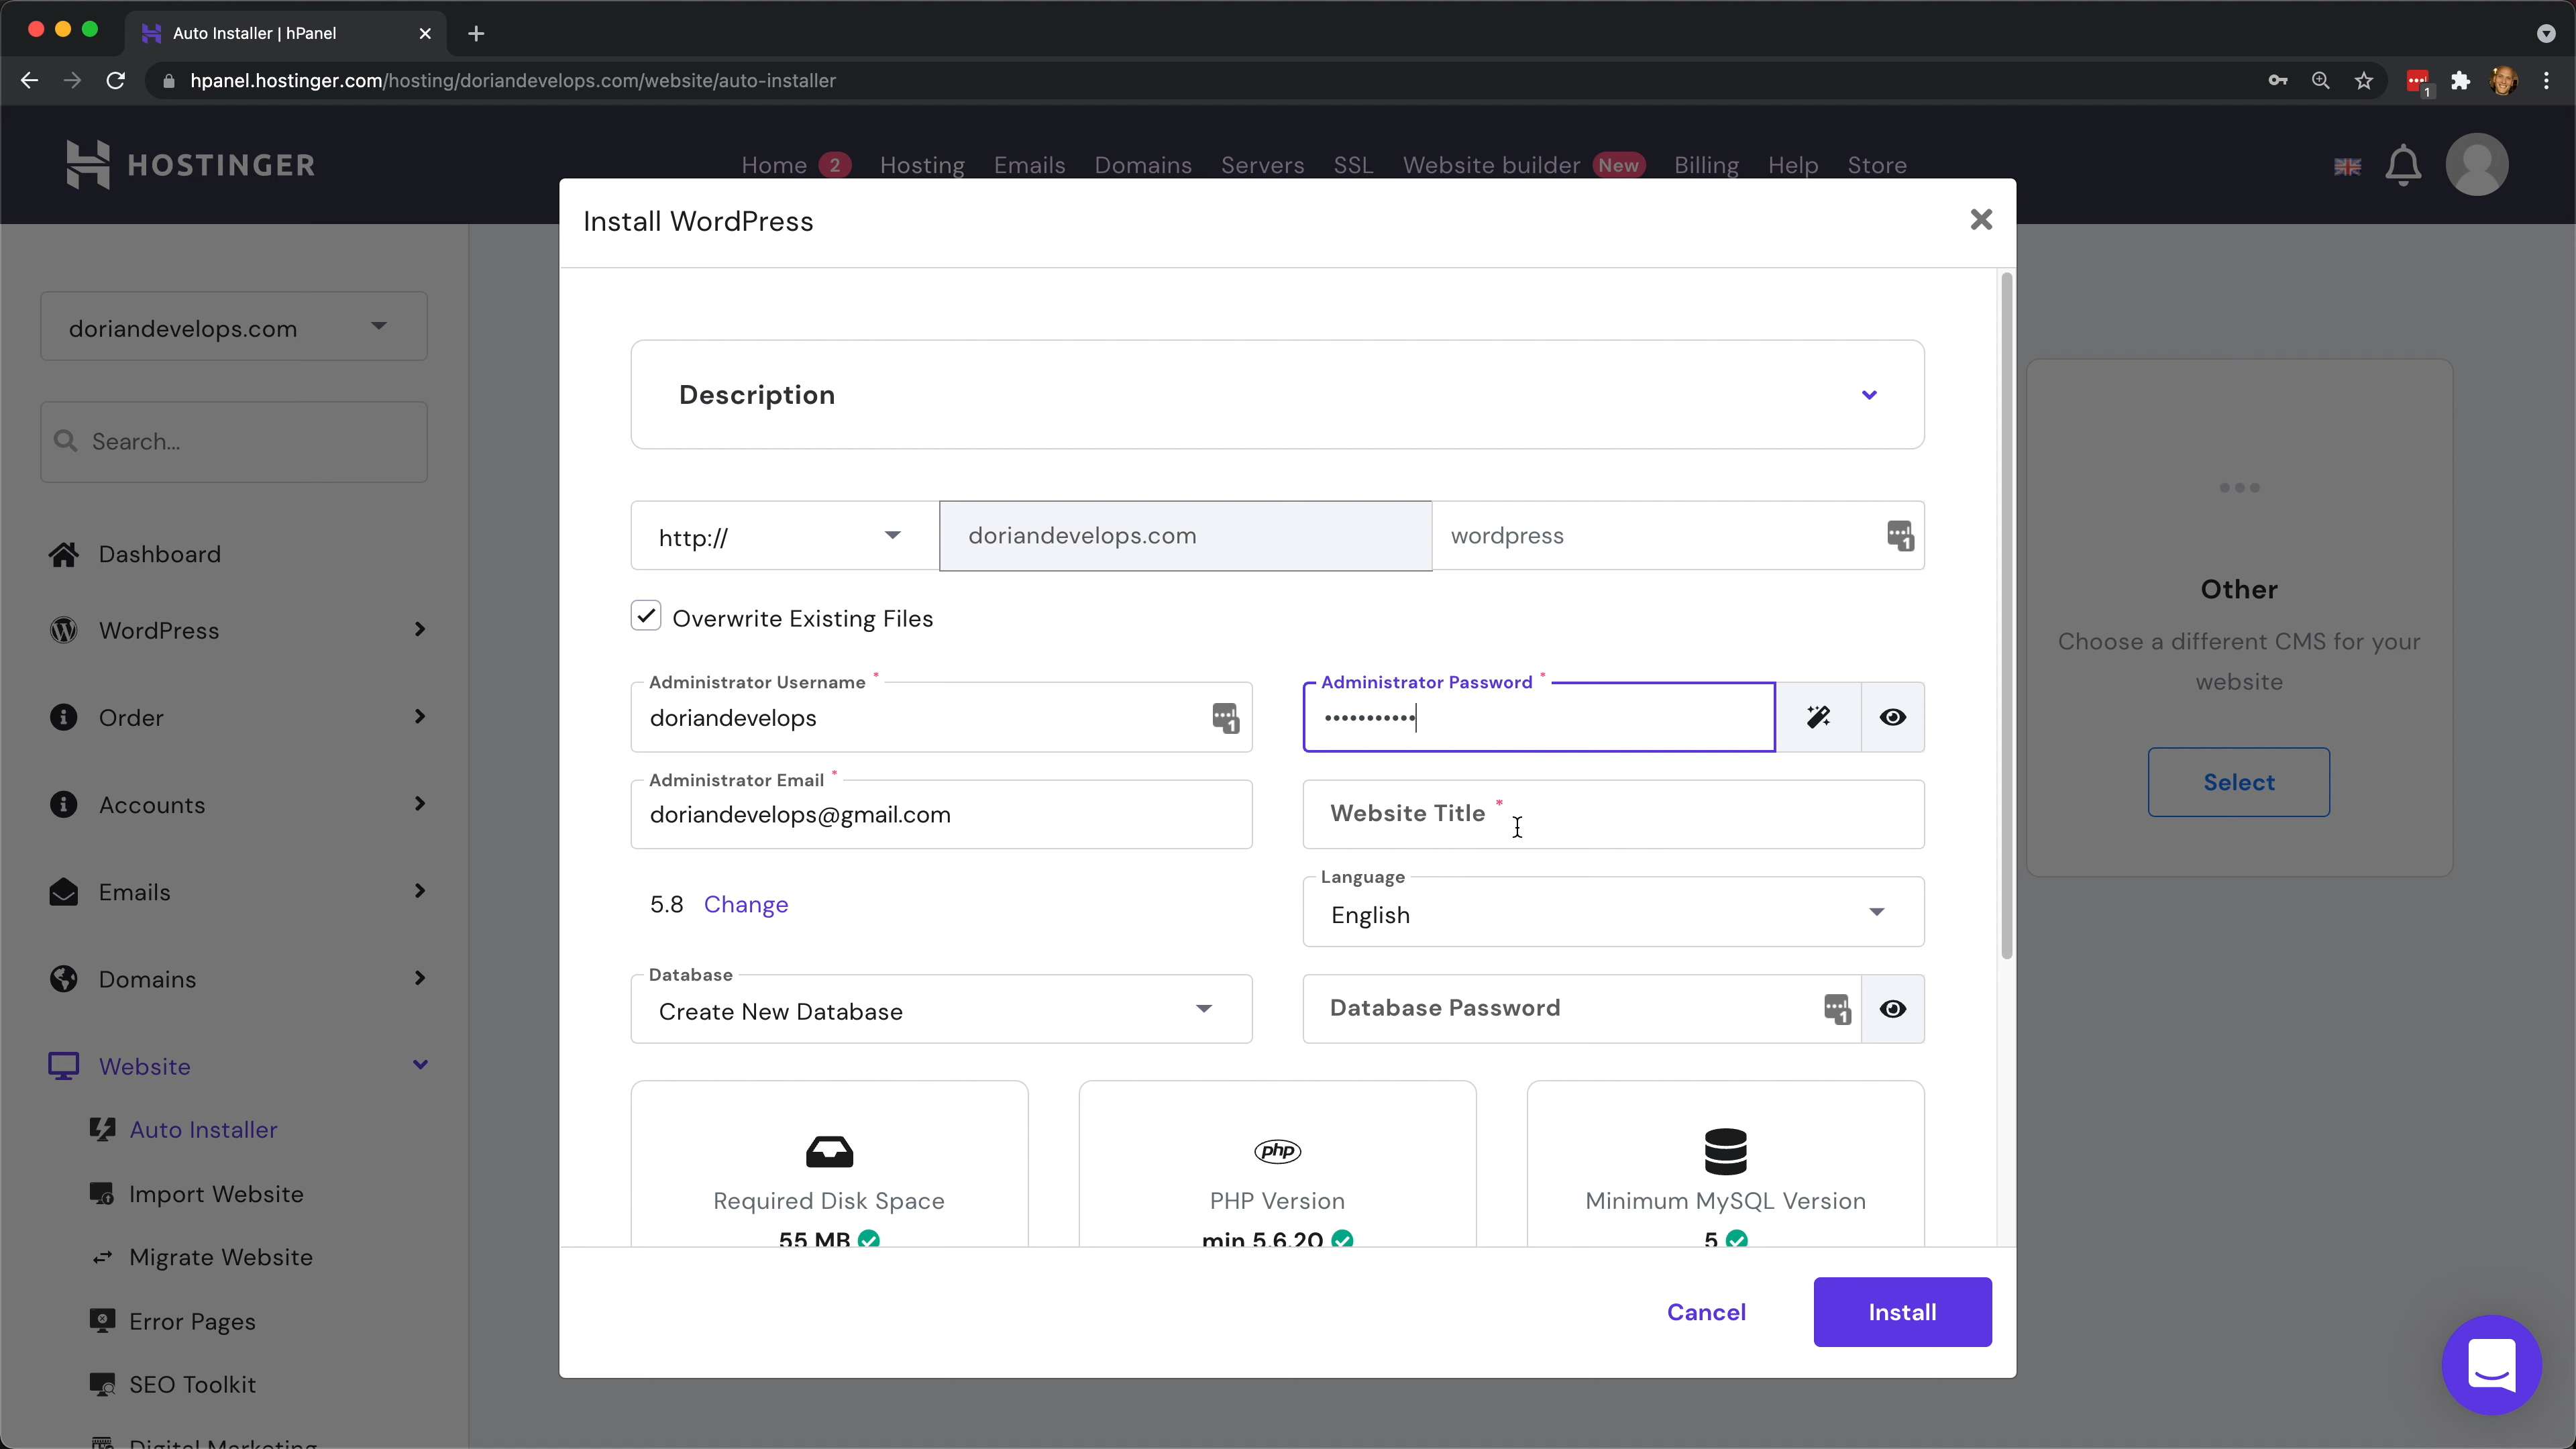 Auto Installer | hPanel
hpanel.hostinger.com/hosting/doriandevelops.com/website/auto-installer
1
HOSTINGER
Home 2 Hosting Emails Domains Servers SSL Website builder New Billing Help Store
Install WordPress
doriandevelops.com
Search...
Dashboard
WordPress
Order
Accounts
Emails
Domains
Website
Auto Installer
Import Website
Migrate Website
Error Pages
SEO Toolkit
Digital Marketing
Description
http://
doriandevelops.com
wordpress
1
Overwrite Existing Files
Administrator Username *
doriandevelops
1
Administrator Password *
•••••••••••
Administrator Email *
doriandevelops@gmail.com
Website Title *
5.8 Change
Language
English
Database
Create New Database
Database Password
1
Required Disk Space
55 MB
php
PHP Version
min 5.6.20
Minimum MySQL Version
5
Cancel
Install
Other
Choose a different CMS for your
website
Select